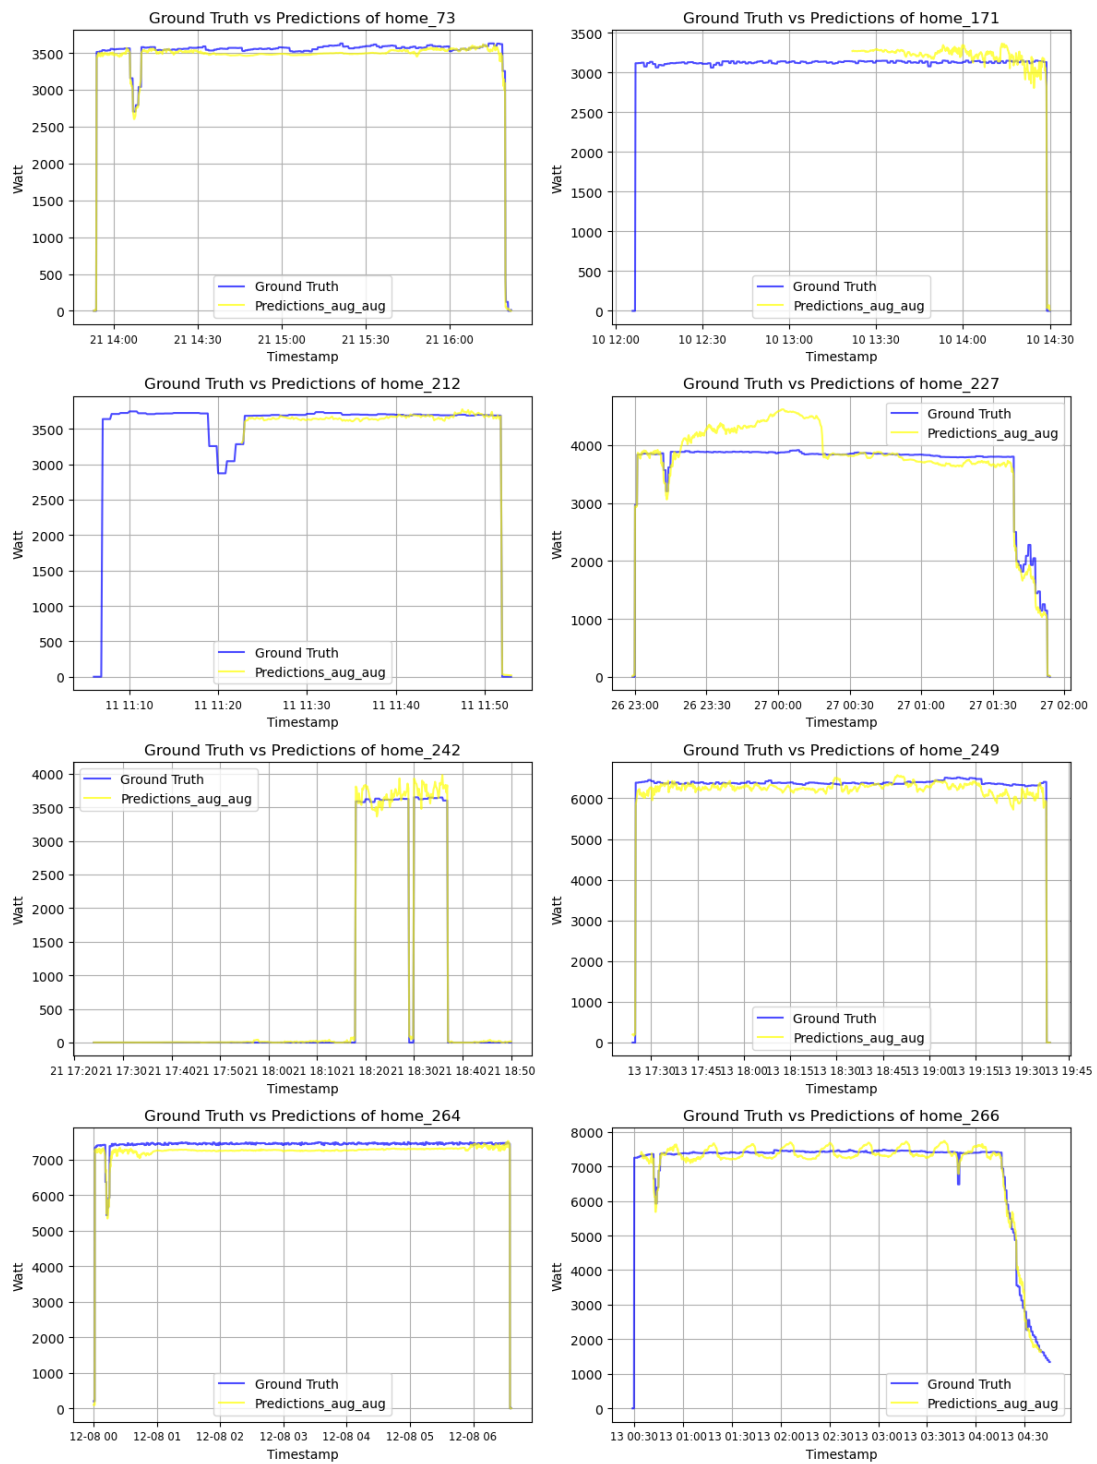 Ground Truth vs Predictions of home_73
Watt
3500
3000
2500
2000
1500
1000
500
0
Ground Truth
Predictions_aug_aug
21 14:00 21 14:30 21 15:00 21 15:30 21 16:00
Timestamp
Ground Truth vs Predictions of home_171
Watt
3500
3000
2500
2000
1500
1000
500
0
Ground Truth
Predictions_aug_aug
10 12:00 10 12:30 10 13:00 10 13:30 10 14:00 10 14:30
Timestamp
Ground Truth vs Predictions of home_212
Watt
3500
3000
2500
2000
1500
1000
500
0
Ground Truth
Predictions_aug_aug
11 11:10 11 11:20 11 11:30 11 11:40 11 11:50
Timestamp
Ground Truth vs Predictions of home_227
Watt
4000
3000
2000
1000
0
Ground Truth
Predictions_aug_aug
26 23:00 26 23:30 27 00:00 27 00:30 27 01:00 27 01:30 27 02:00
Timestamp
Ground Truth vs Predictions of home_242
Watt
4000
3500
3000
2500
2000
1500
1000
500
0
Ground Truth
Predictions_aug_aug
21 17:20 21 17:30 21 17:40 21 17:50 21 18:00 21 18:10 21 18:20 21 18:30 21 18:40 21 18:50
Timestamp
Ground Truth vs Predictions of home_249
Watt
6000
5000
4000
3000
2000
1000
0
Ground Truth
Predictions_aug_aug
13 17:30 13 17:45 13 18:00 13 18:15 13 18:30 13 18:45 13 19:00 13 19:15 13 19:30 13 19:45
Timestamp
Ground Truth vs Predictions of home_264
Watt
7000
6000
5000
4000
3000
2000
1000
0
Ground Truth
Predictions_aug_aug
12-08 00 12-08 01 12-08 02 12-08 03 12-08 04 12-08 05 12-08 06
Timestamp
Ground Truth vs Predictions of home_266
Watt
8000
7000
6000
5000
4000
3000
2000
1000
0
Ground Truth
Predictions_aug_aug
13 00:30 13 01:00 13 01:30 13 02:00 13 02:30 13 03:00 13 03:30 13 04:00 13 04:30
Timestamp